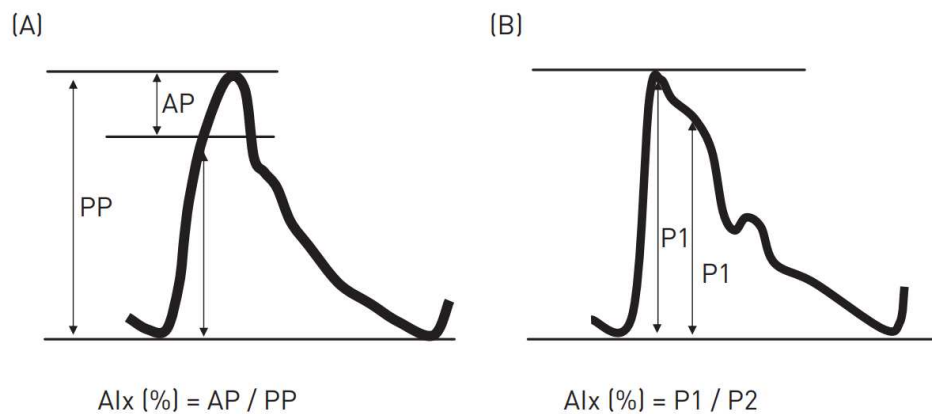 (A)
(B)
AP
PP
P1
P1
AIx (%) = AP / PP
AIx (%) = P1 / P2